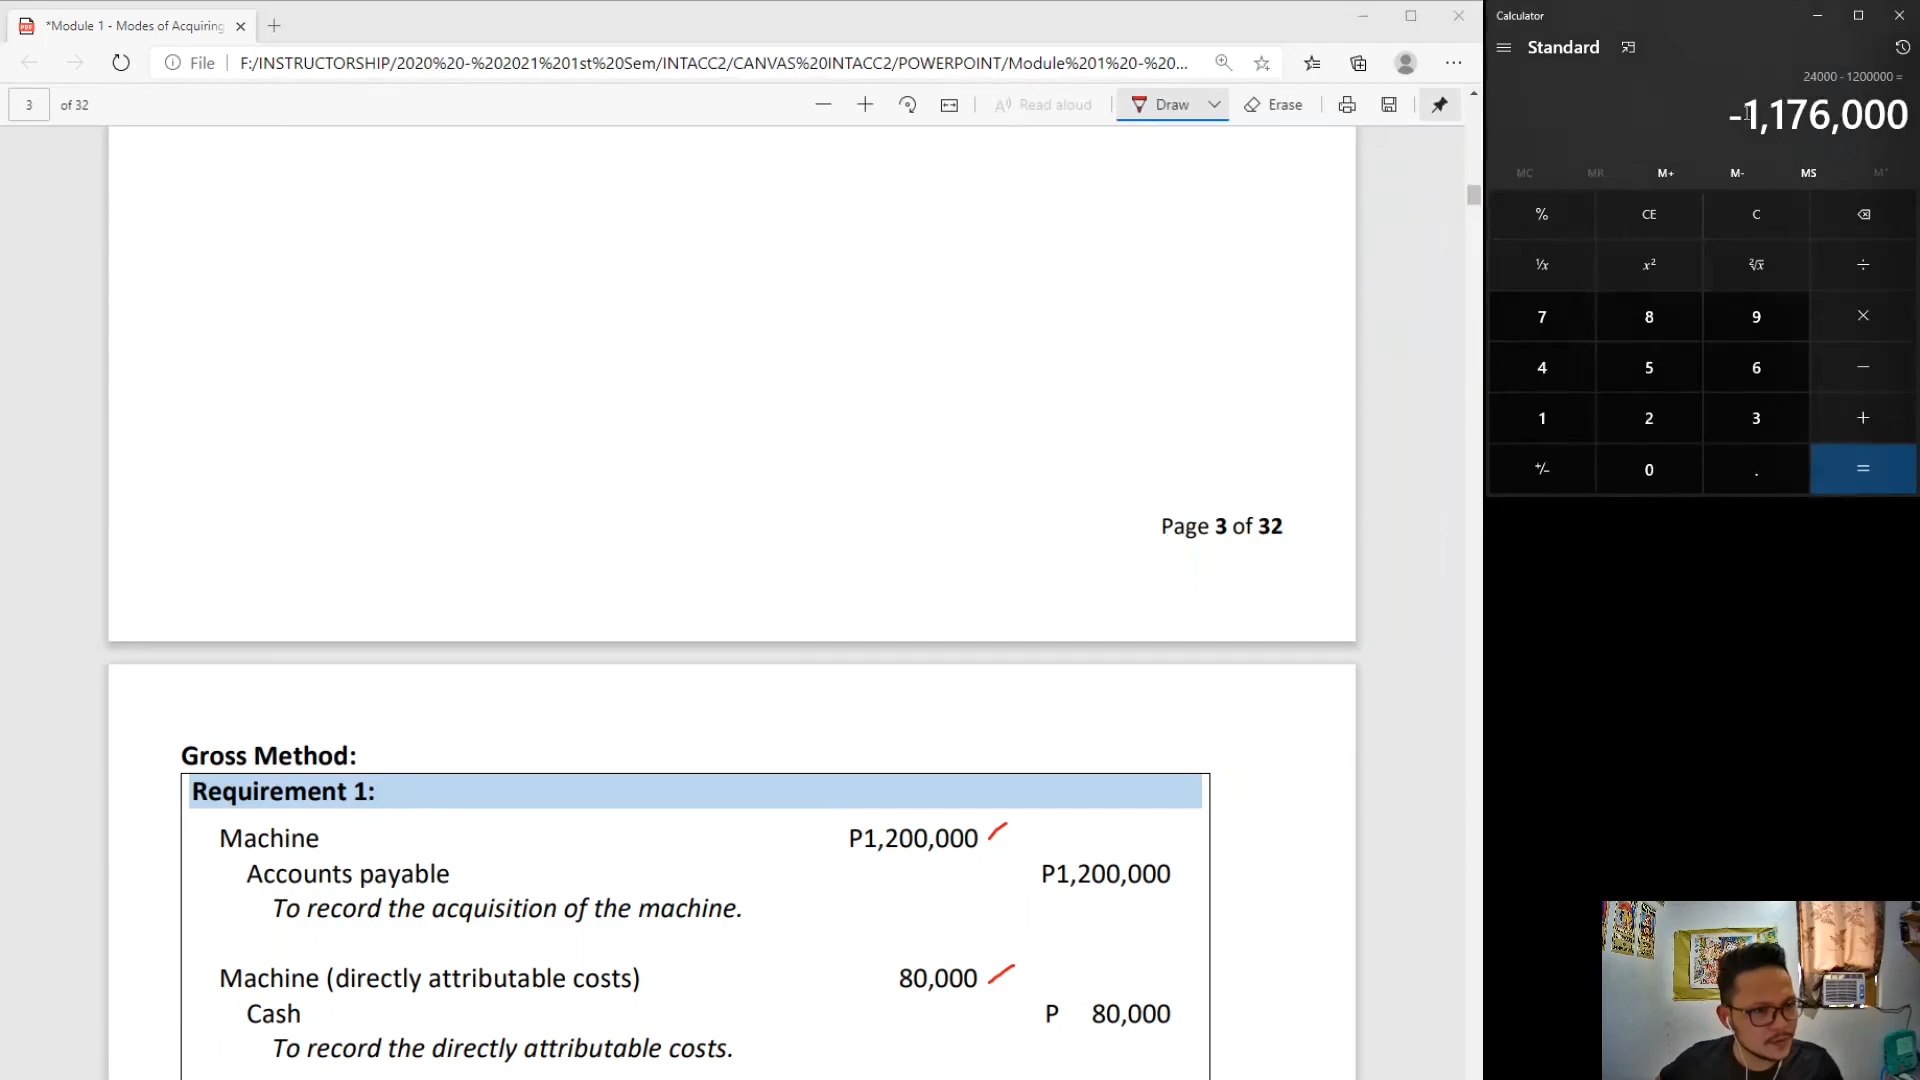 *Module 1 - Modes of Acquiring
File
F:/INSTRUCTORSHIP/2020%20-%202021%201st%20Sem/INTACC2/CANVAS%20INTACC2/POWERPOINT/Module%201%20-%20...
3 of 32
Read aloud
Draw
Erase
Page 3 of 32
Gross Method:
Requirement 1:
Machine P1,200,000
Accounts payable P1,200,000
To record the acquisition of the machine.
Machine (directly attributable costs) 80,000
Cash P 80,000
To record the directly attributable costs.
Calculator
Standard
24000 - 1200000 =
-1,176,000
MC MR M+ M- MS M˅
% CE C
⅟x x² ²√x ÷
7 8 9 ×
4 5 6 −
1 2 3 +
+/− 0 . =